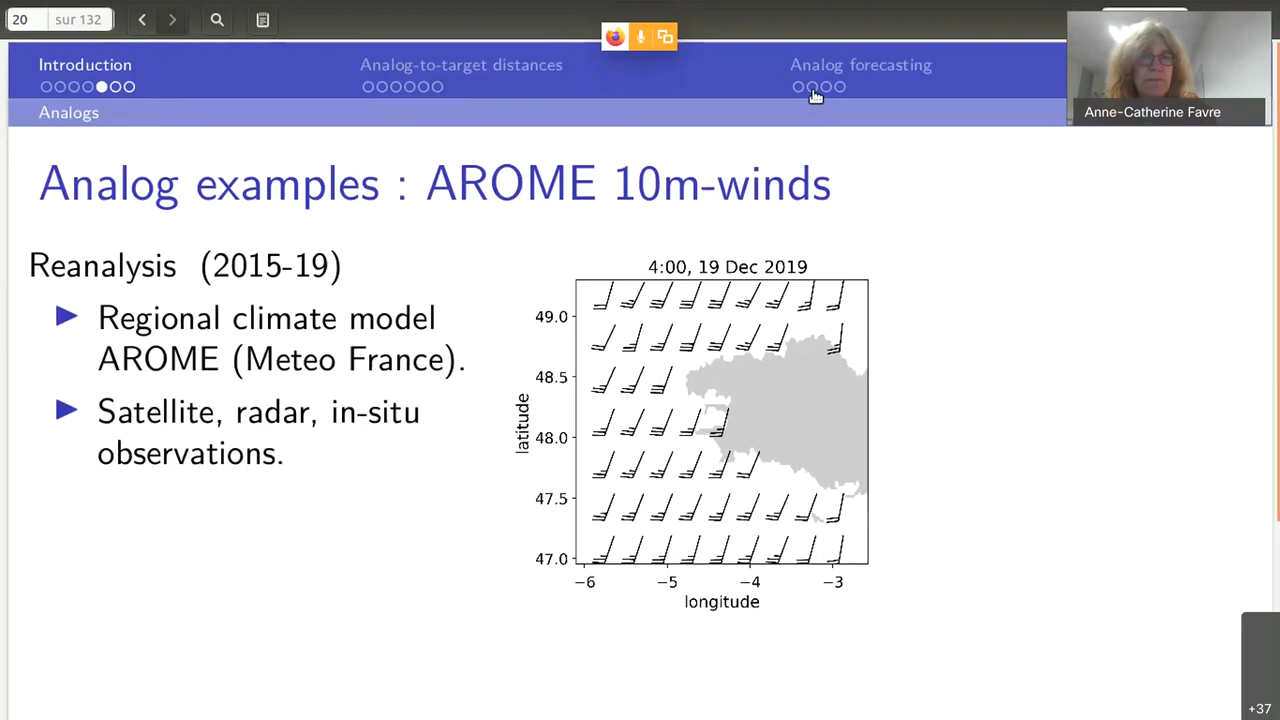 20 sur 132
Introduction
Analog-to-target distances
Analog forecasting
Analogs
Anne-Catherine Favre
Analog examples : AROME 10m-winds
Reanalysis (2015-19)
Regional climate model
AROME (Meteo France).
Satellite, radar, in-situ
observations.
4:00, 19 Dec 2019
49.0
48.5
48.0
47.5
47.0
latitude
−6 −5 −4 −3
longitude
+37